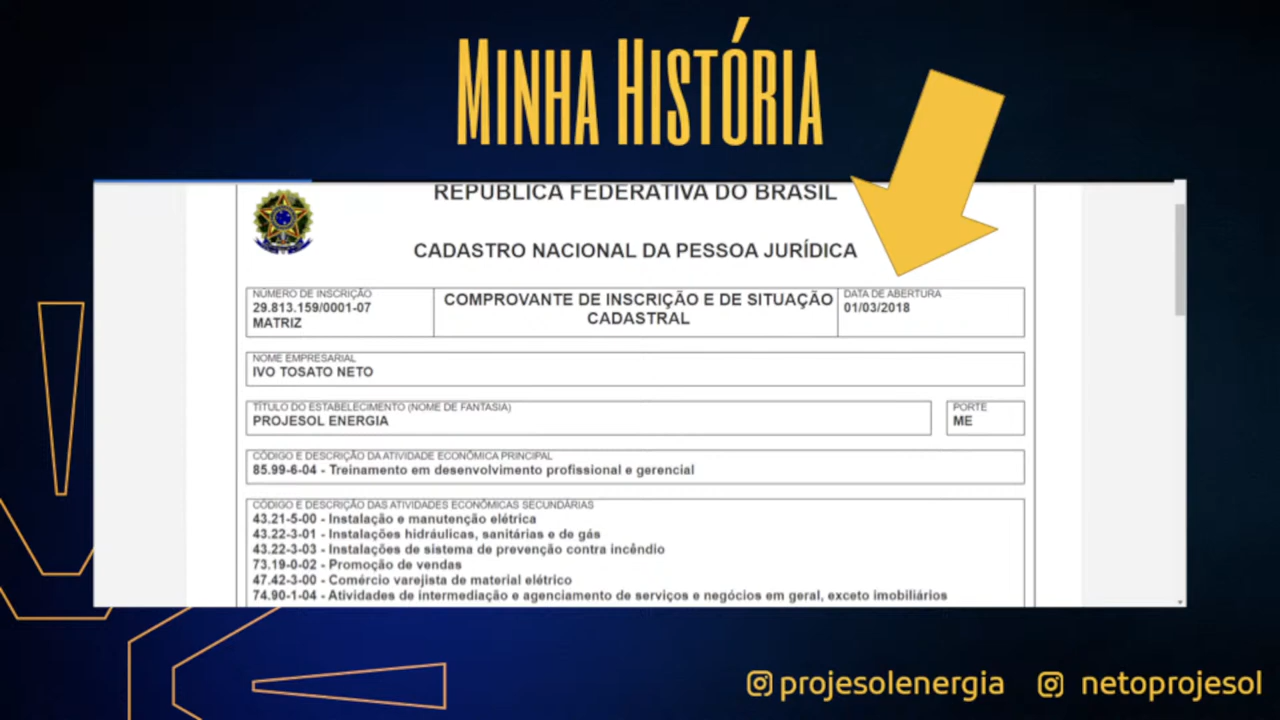 MINHA HISTÓRIA
REPÚBLICA FEDERATIVA DO BRASIL
CADASTRO NACIONAL DA PESSOA JURÍDICA
NÚMERO DE INSCRIÇÃO
29.813.159/0001-07
MATRIZ
COMPROVANTE DE INSCRIÇÃO E DE SITUAÇÃO
CADASTRAL
DATA DE ABERTURA
01/03/2018
NOME EMPRESARIAL
IVO TOSATO NETO
TÍTULO DO ESTABELECIMENTO (NOME DE FANTASIA)
PROJESOL ENERGIA
PORTE
ME
CÓDIGO E DESCRIÇÃO DA ATIVIDADE ECONÔMICA PRINCIPAL
85.99-6-04 - Treinamento em desenvolvimento profissional e gerencial
CÓDIGO E DESCRIÇÃO DAS ATIVIDADES ECONÔMICAS SECUNDÁRIAS
43.21-5-00 - Instalação e manutenção elétrica
43.22-3-01 - Instalações hidráulicas, sanitárias e de gás
43.22-3-03 - Instalações de sistema de prevenção contra incêndio
73.19-0-02 - Promoção de vendas
47.42-3-00 - Comércio varejista de material elétrico
74.90-1-04 - Atividades de intermediação e agenciamento de serviços e negócios em geral, exceto imobiliários
projesolenergia
netoprojesol